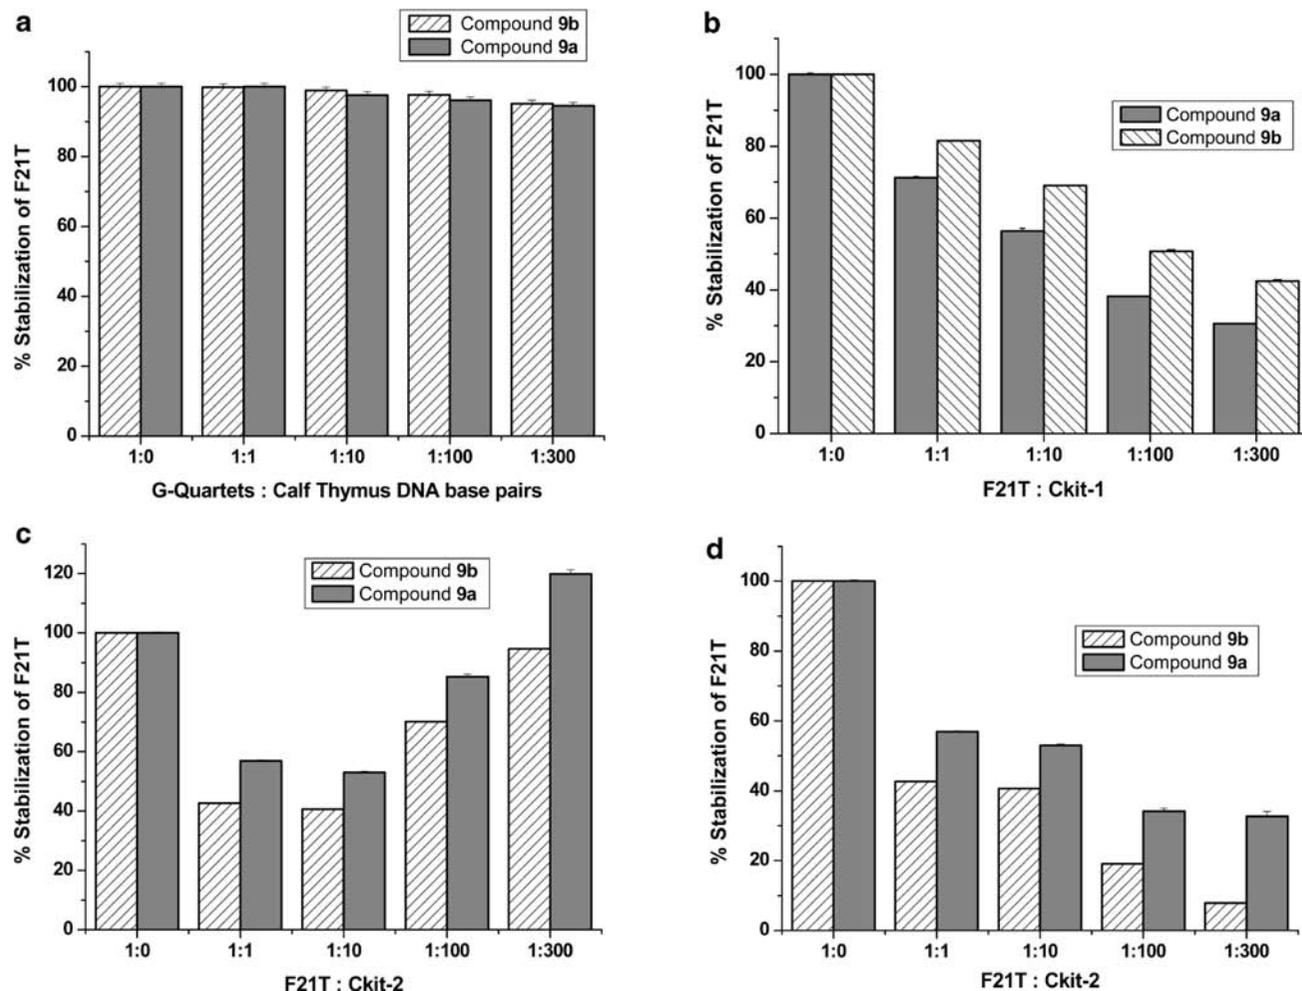 a
Compound 9b
Compound 9a
% Stabilization of F21T
100
80
60
40
20
0
1:0 1:1 1:10 1:100 1:300
G-Quartets : Calf Thymus DNA base pairs
b
Compound 9a
Compound 9b
% Stabilization of F21T
100
80
60
40
20
0
1:0 1:1 1:10 1:100 1:300
F21T : Ckit-1
c
Compound 9b
Compound 9a
% Stabilization of F21T
120
100
80
60
40
20
0
1:0 1:1 1:10 1:100 1:300
F21T : Ckit-2
d
Compound 9b
Compound 9a
% Stabilization of F21T
100
80
60
40
20
0
1:0 1:1 1:10 1:100 1:300
F21T : Ckit-2